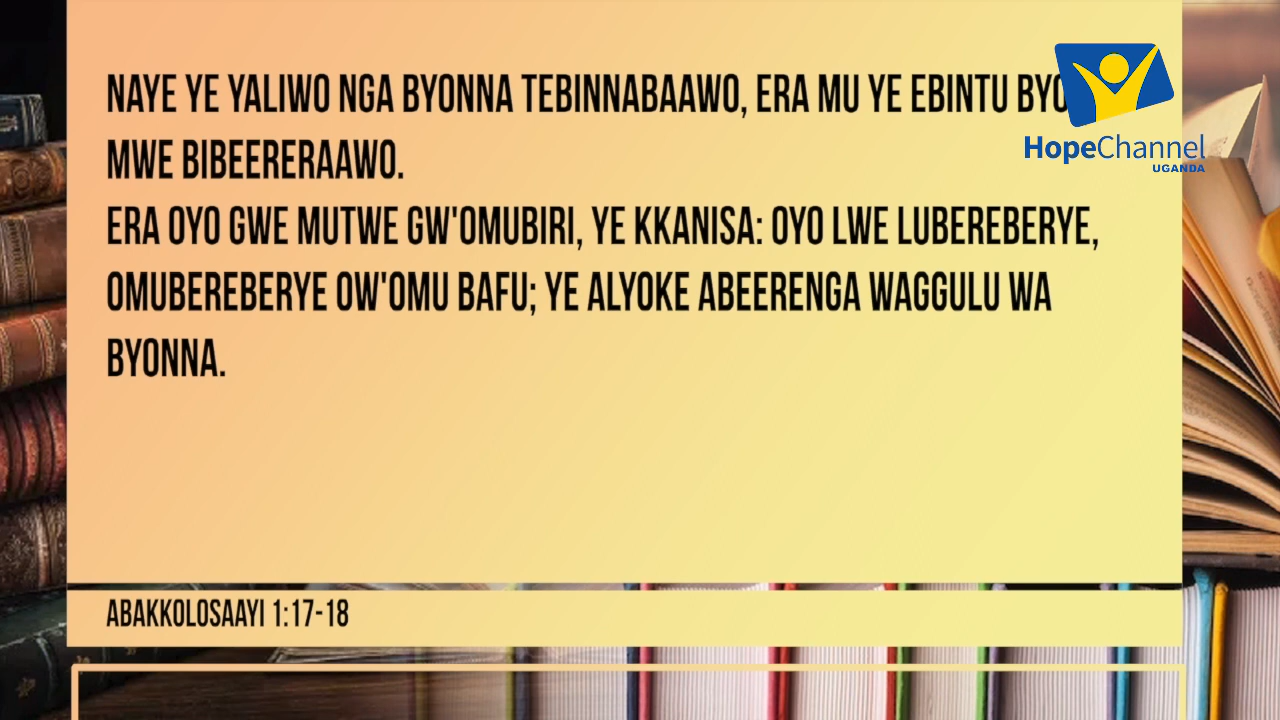 NAYE YE YALIWO NGA BYONNA TEBINNABAAWO, ERA MU YE EBINTU
MWE BIBEERERAAWO.
ERA OYO GWE MUTWE GW'OMUBIRI, YE KKANISA: OYO LWE LUBEREBERYE,
OMUBEREBERYE OW'OMU BAFU; YE ALYOKE ABEERENGA WAGGULU WA
BYONNA.
ABAKKOLOSAAYI 1:17-18
HopeChannel
UGANDA